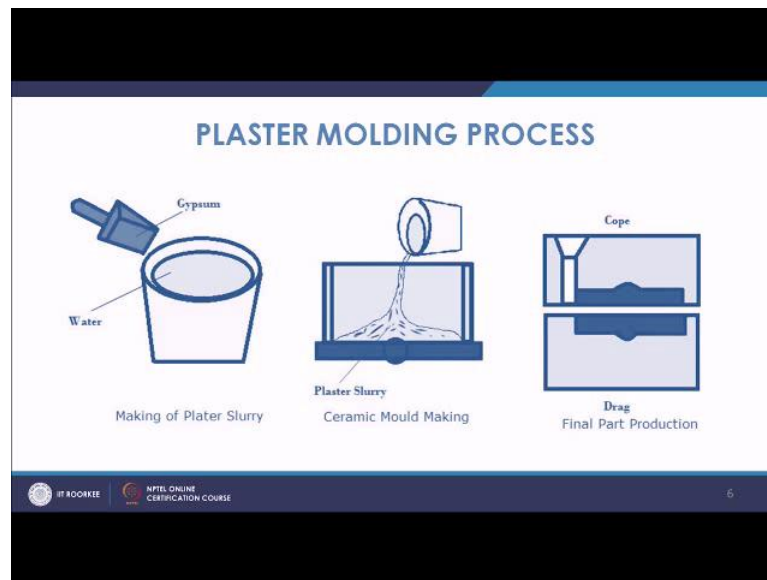 PLASTER MOLDING PROCESS
Gypsum
Water
Making of Plater Slurry
Plaster Slurry
Ceramic Mould Making
Cope
Drag
Final Part Production
IIT ROORKEE
NPTEL ONLINE
CERTIFICATION COURSE
6